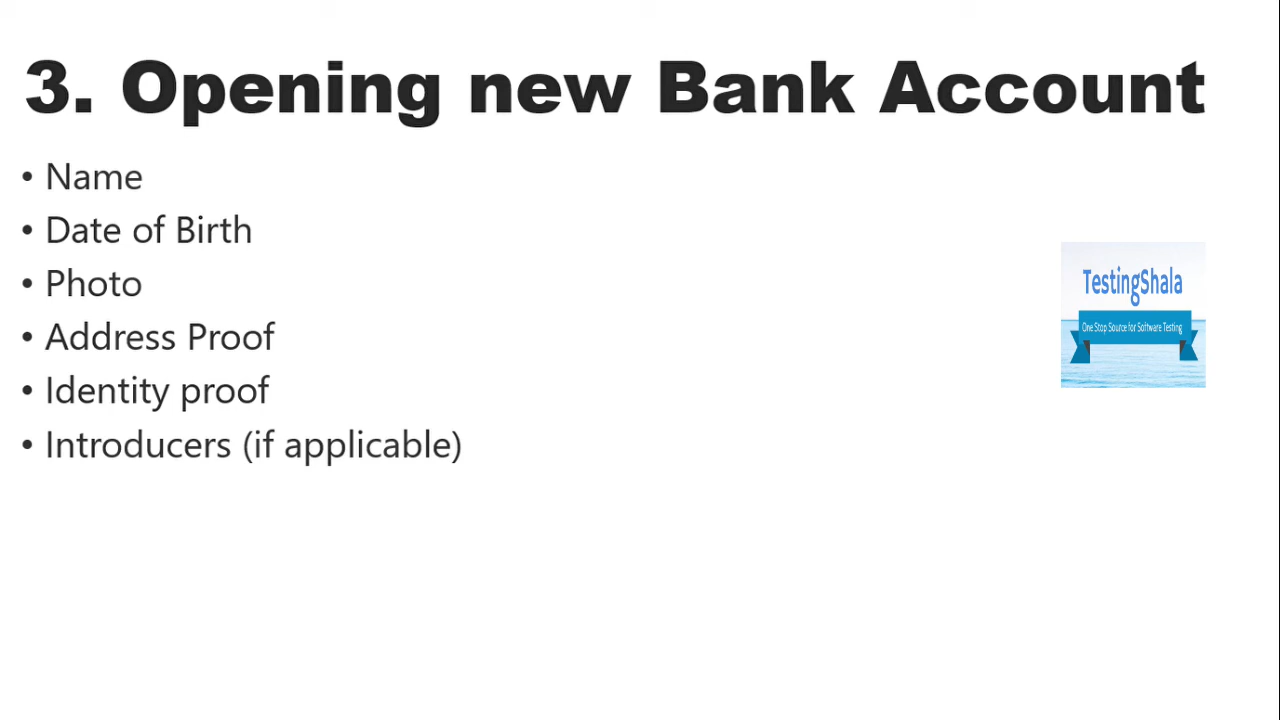 3. Opening new Bank Account
• Name
• Date of Birth
• Photo
• Address Proof
• Identity proof
• Introducers (if applicable)
TestingShala
One Stop Source for Software Testing